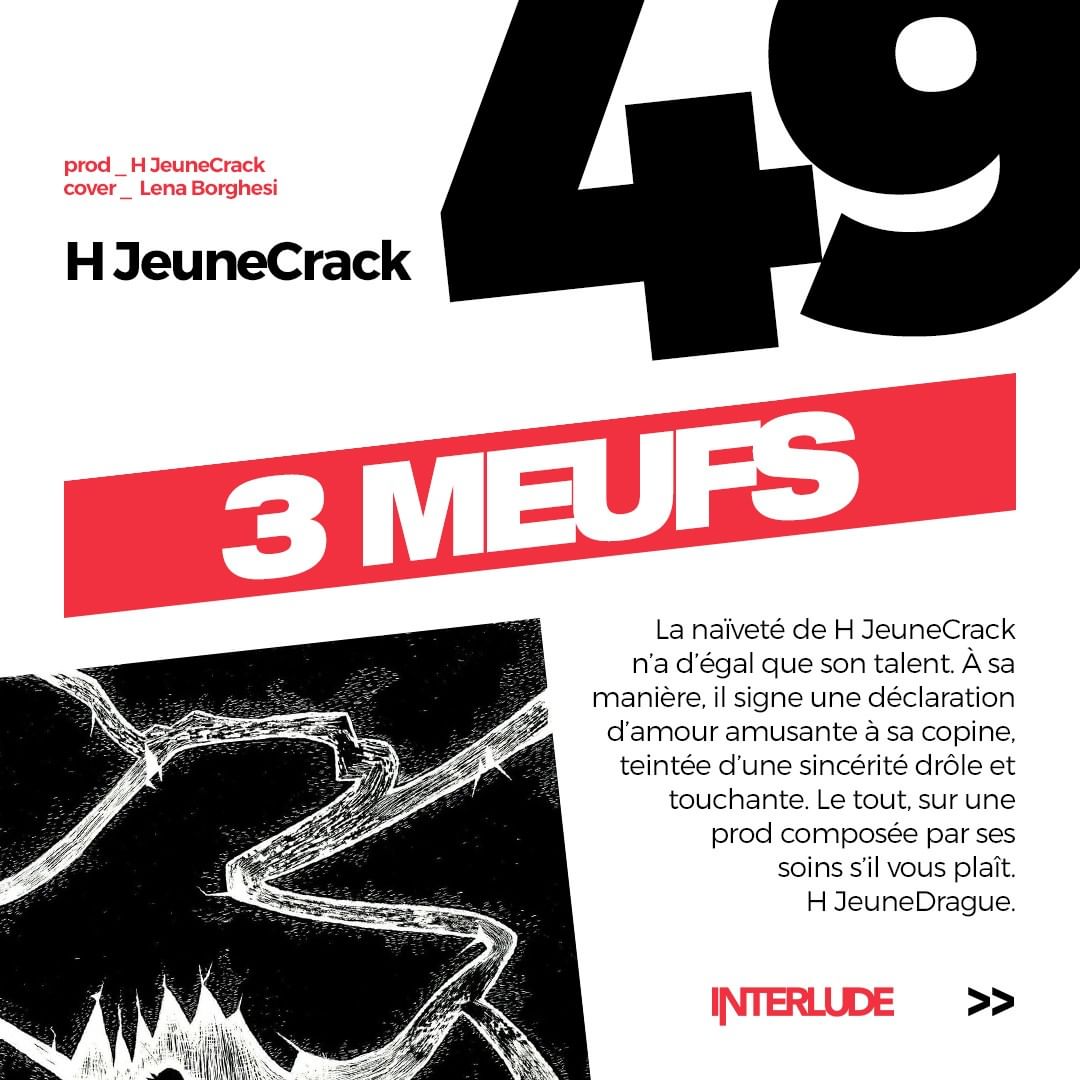 49
prod _ H JeuneCrack
cover _ Lena Borghesi
H JeuneCrack
3 MEUFS
La naïveté de H JeuneCrack
n’a d’égal que son talent. À sa
manière, il signe une déclaration
d’amour amusante à sa copine,
teintée d’une sincérité drôle et
touchante. Le tout, sur une
prod composée par ses
soins s’il vous plaît.
H JeuneDrague.
INTERLUDE
>>